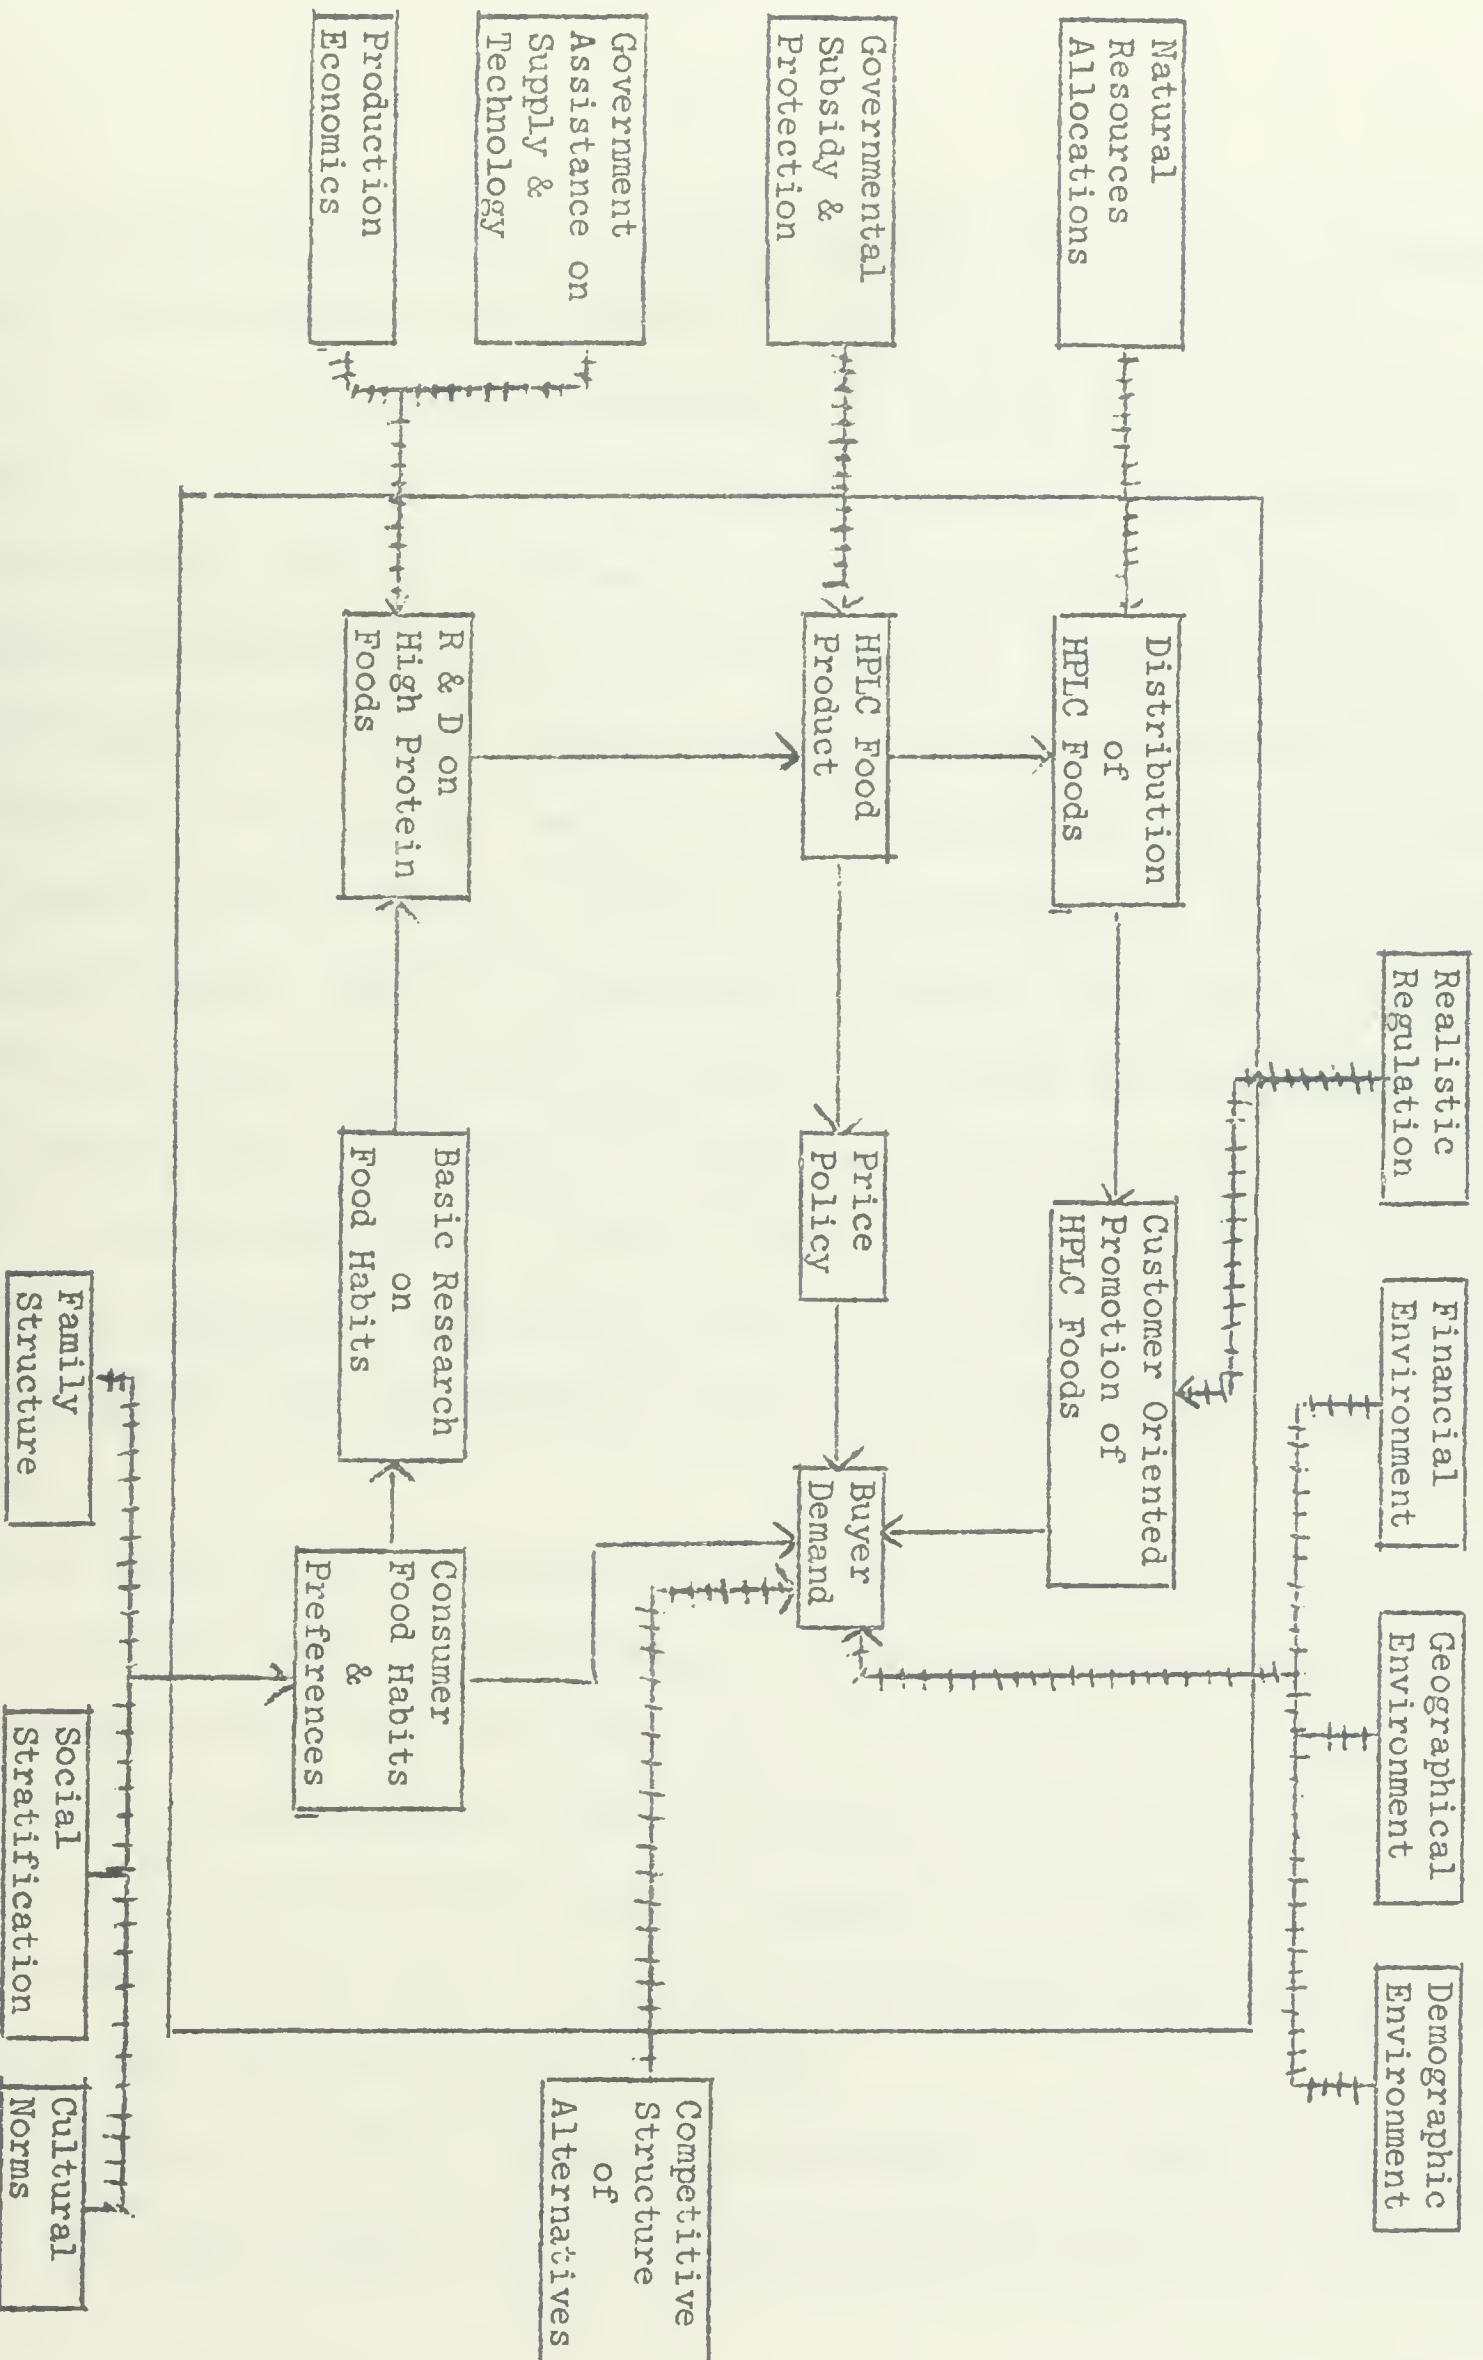 Realistic
Regulation
Financial
Environment
Geographical
Environment
Demographic
Environment
Natural
Resources
Allocations
Distribution
of
HPLC Foods
Customer Oriented
Promotion of
HPLC Foods
Governmental
Subsidy &
Protection
HPLC Food
Product
Price
Policy
Buyer
Demand
Government
Assistance on
Supply &
Technology
Competitive
Structure
of
Alternatives
Production
Economics
R & D on
High Protein
Foods
Basic Research
on
Food Habits
Consumer
Food Habits
&
Preferences
Family
Structure
Social
Stratification
Cultural
Norms